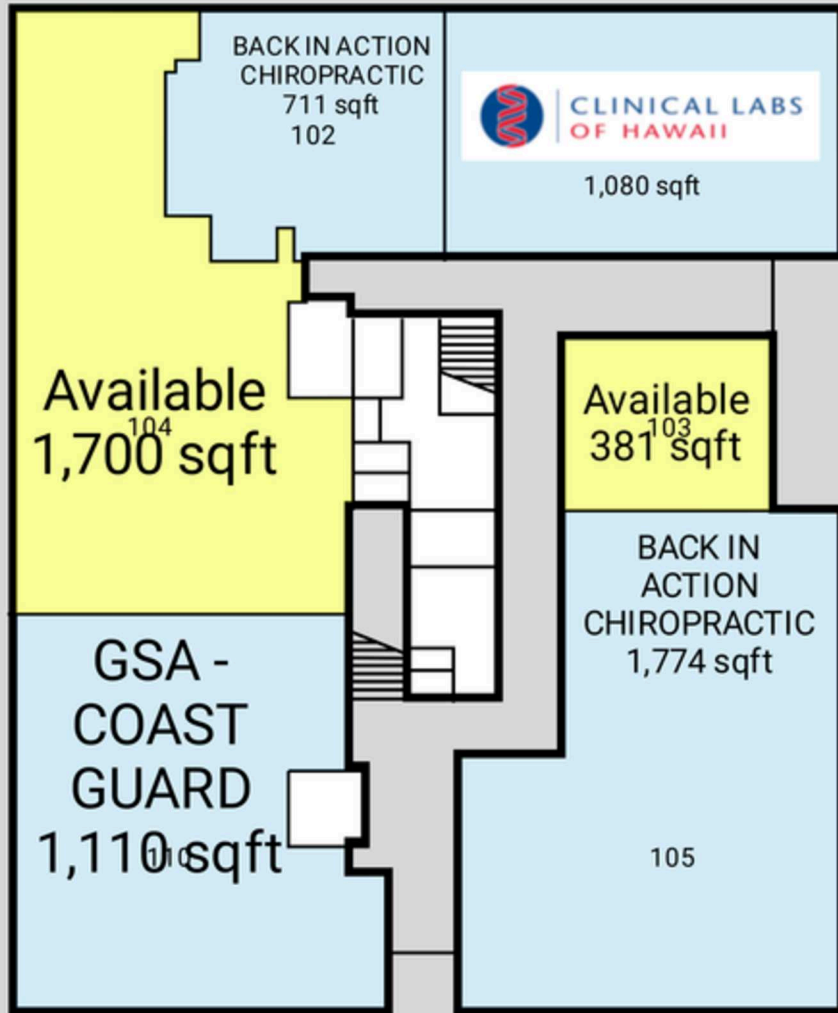 BACK IN ACTION
CHIROPRACTIC
711 sqft
102
CLINICAL LABS
OF HAWAII
1,080 sqft
Available
104
1,700 sqft
Available
103
381 sqft
BACK IN
ACTION
CHIROPRACTIC
1,774 sqft
GSA -
COAST
GUARD
1,110 sqft
110
105